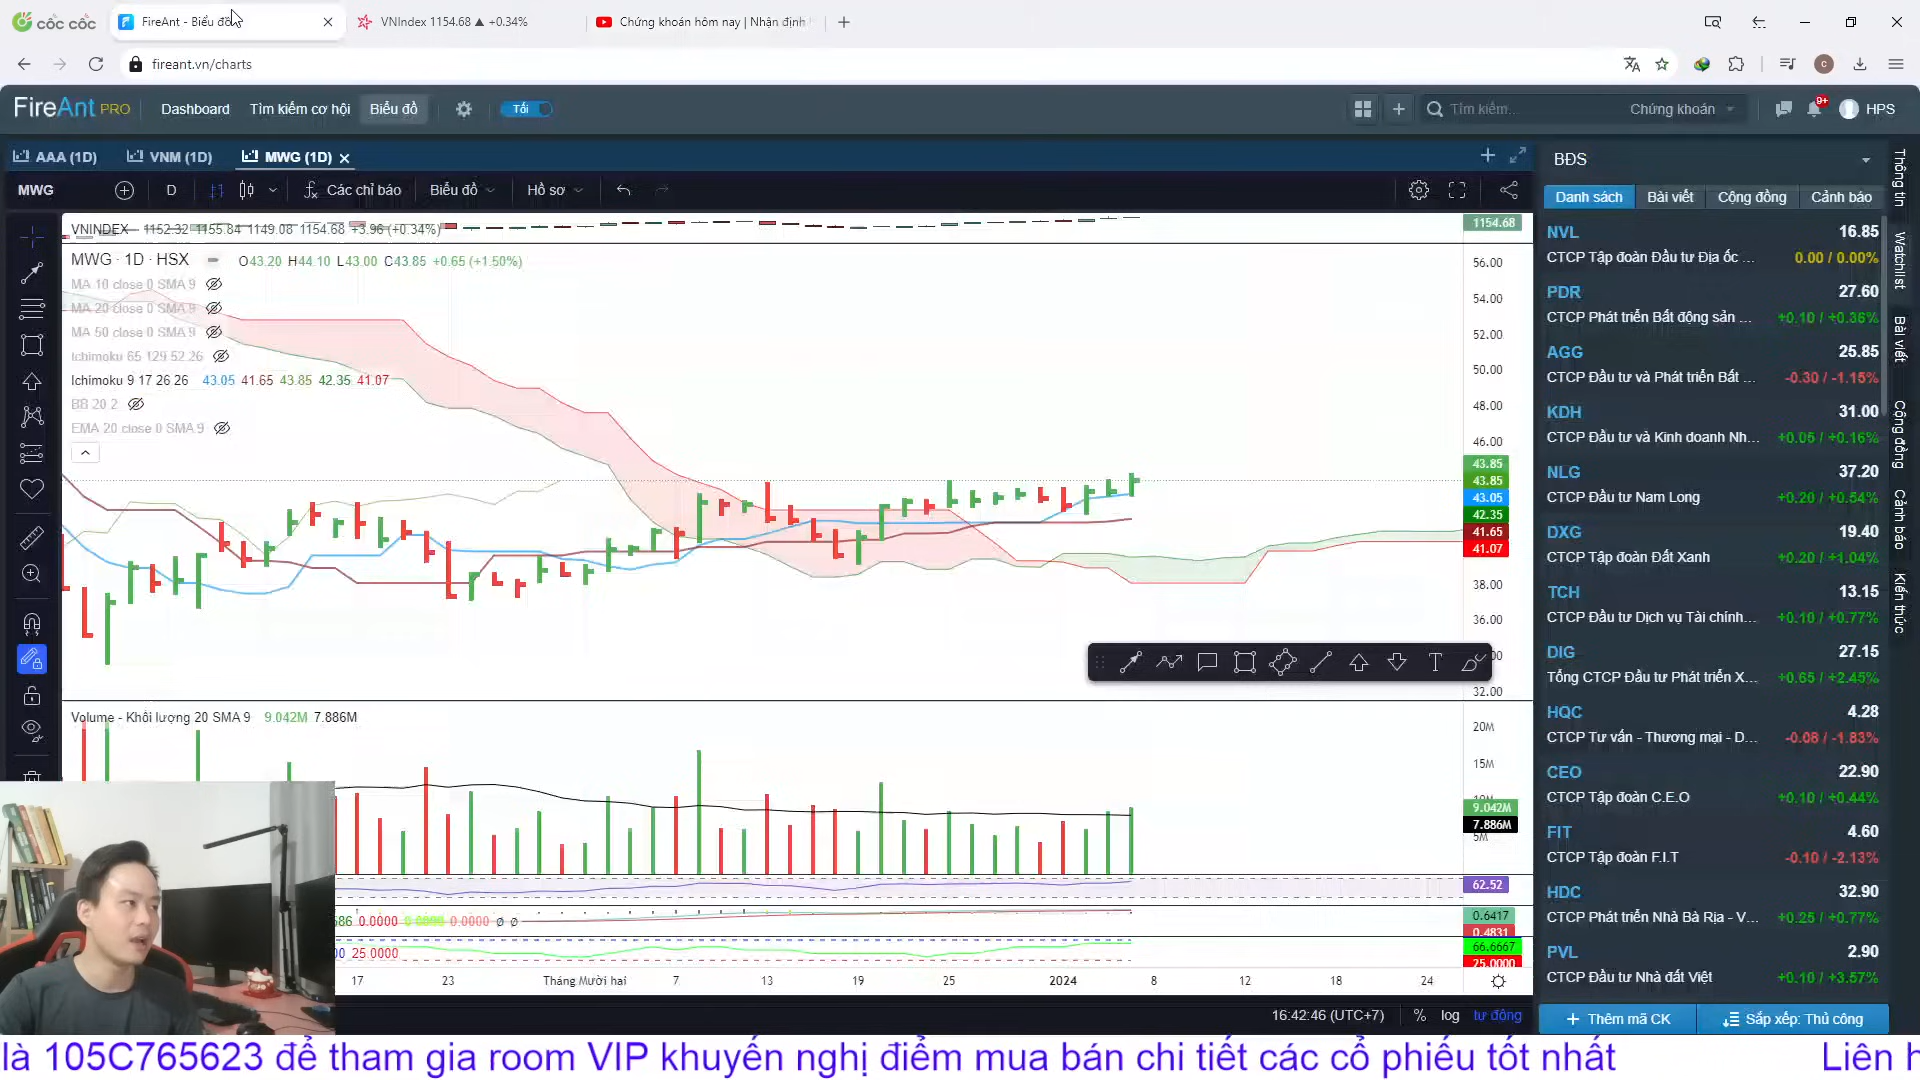 cốc cốc
FireAnt - Biểu đồ
VNIndex 1154.68 ▲ +0.34%
Chứng khoán hôm nay | Nhận định
fireant.vn/charts
FireAnt PRO
Dashboard
Tìm kiếm cơ hội
Biểu đồ
Tối
Tìm kiếm...
Chứng khoán
9+
HPS
AAA (1D)
VNM (1D)
MWG (1D)
MWG
D
Các chỉ báo
Biểu đồ
Hồ sơ
VNINDEX 1152.32 1155.84 1149.08 1154.68 +3.96 (+0.34%)
1154.68
MWG · 1D · HSX
O43.20 H44.10 L43.00 C43.85 +0.65 (+1.50%)
MA 10 close 0 SMA 9
MA 20 close 0 SMA 9
MA 50 close 0 SMA 9
Ichimoku 65 129 52 26
Ichimoku 9 17 26 26 43.05 41.65 43.85 42.35 41.07
BB 20 2
EMA 20 close 0 SMA 9
56.00
54.00
52.00
50.00
48.00
46.00
43.85
43.85
43.05
42.35
41.65
41.07
38.00
36.00
32.00
Volume - Khối lượng 20 SMA 9 9.042M 7.886M
20M
15M
9.042M
7.886M
5M
62.52
0.0000 0.0000 0.0000 ∅ ∅
0.6417
0.4831
25.0000
66.6667
25.0000
17
23
Tháng Mười hai
7
13
19
25
2024
8
12
18
24
16:42:46 (UTC+7)
%
log
tự động
BĐS
Danh sách
Bài viết
Cộng đồng
Cảnh báo
NVL 16.85
CTCP Tập đoàn Đầu tư Địa ốc ... 0.00 / 0.00%
PDR 27.60
CTCP Phát triển Bất động sản ... +0.10 / +0.36%
AGG 25.85
CTCP Đầu tư và Phát triển Bất ... -0.30 / -1.15%
KDH 31.00
CTCP Đầu tư và Kinh doanh Nh... +0.05 / +0.16%
NLG 37.20
CTCP Đầu tư Nam Long +0.20 / +0.54%
DXG 19.40
CTCP Tập đoàn Đất Xanh +0.20 / +1.04%
TCH 13.15
CTCP Đầu tư Dịch vụ Tài chính... +0.10 / +0.77%
DIG 27.15
Tổng CTCP Đầu tư Phát triển X... +0.65 / +2.45%
HQC 4.28
CTCP Tư vấn - Thương mại - D... -0.08 / -1.83%
CEO 22.90
CTCP Tập đoàn C.E.O +0.10 / +0.44%
FIT 4.60
CTCP Tập đoàn F.I.T -0.10 / -2.13%
HDC 32.90
CTCP Phát triển Nhà Bà Rịa - V... +0.25 / +0.77%
PVL 2.90
CTCP Đầu tư Nhà đất Việt +0.10 / +3.57%
Thêm mã CK
Sắp xếp: Thủ công
Thông tin
Watchlist
Bài viết
Cộng đồng
Cảnh báo
Kiến thức
là 105C765623 để tham gia room VIP khuyến nghị điểm mua bán chi tiết các cổ phiếu tốt nhất
Liên h